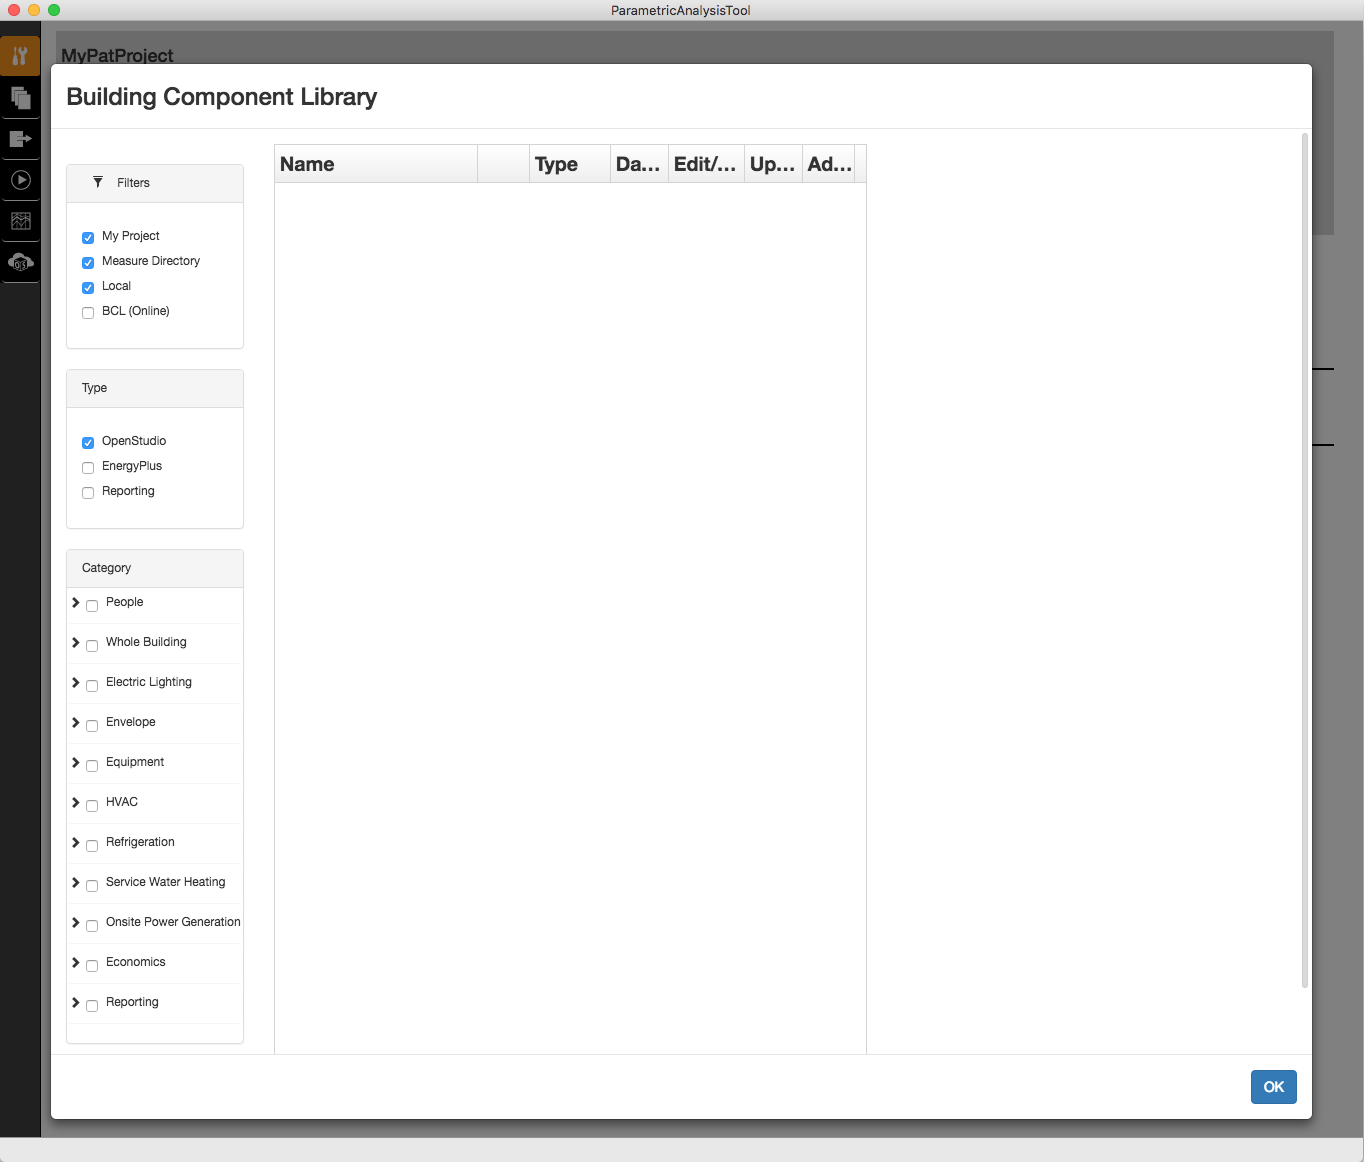 ParametricAnalysisTool
MyPatProject
Building Component Library
Filters
My Project
Measure Directory
Local
BCL (Online)
Type
OpenStudio
EnergyPlus
Reporting
Category
People
Whole Building
Electric Lighting
Envelope
Equipment
HVAC
Refrigeration
Service Water Heating
Onsite Power Generation
Economics
Reporting
Name Type Da... Edit/... Up... Ad...
OK